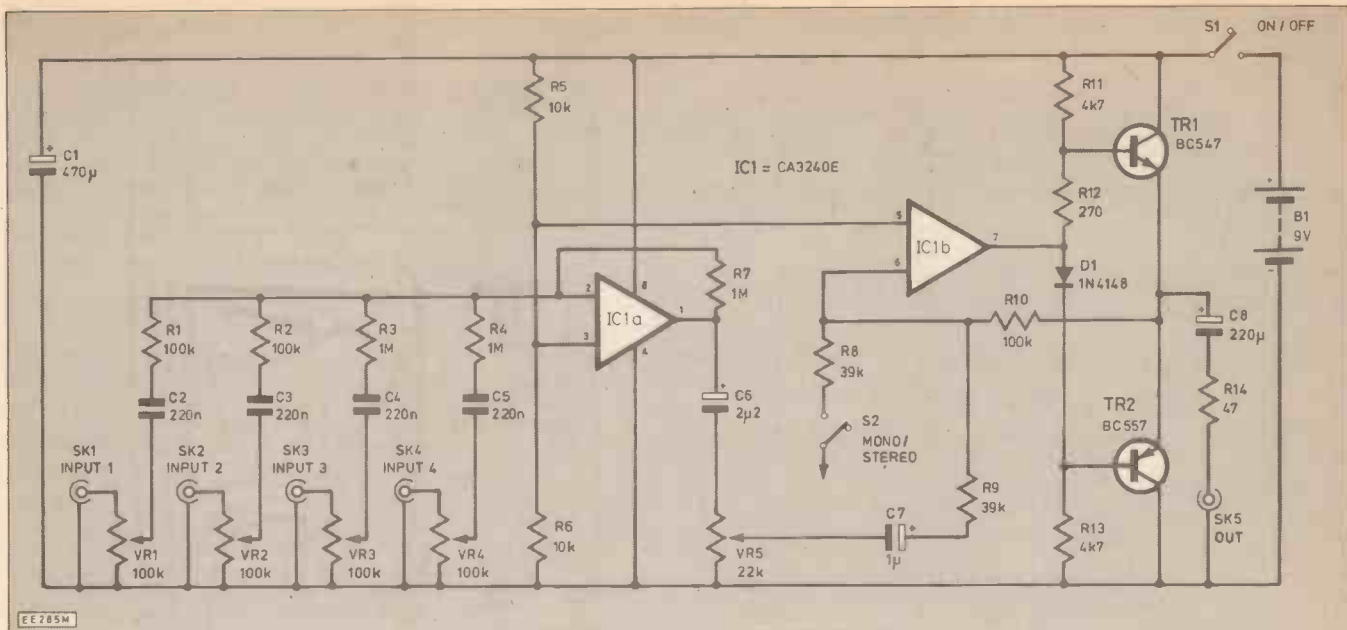 S1 ON / OFF
R5
10k
R11
4k7
TR1
BC547
C1
470µ
+
IC1 = CA3240E
R12
270
+
B1
9V
-
5
6
7
IC1b
R7
1M
D1
1N4148
R10
100k
+
C8
220µ
2
3
8
1
4
IC1a
R1
100k
R2
100k
R3
1M
R4
1M
R8
39k
C2
220n
C3
220n
C4
220n
C5
220n
+
C6
2µ2
S2
MONO/
STEREO
TR2
BC557
R14
47
SK1
INPUT 1
SK2
INPUT 2
SK3
INPUT 3
SK4
INPUT 4
R9
39k
C7
+
1µ
R6
10k
R13
4k7
SK5
OUT
VR1
100k
VR2
100k
VR3
100k
VR4
100k
VR5
22k
EE285M